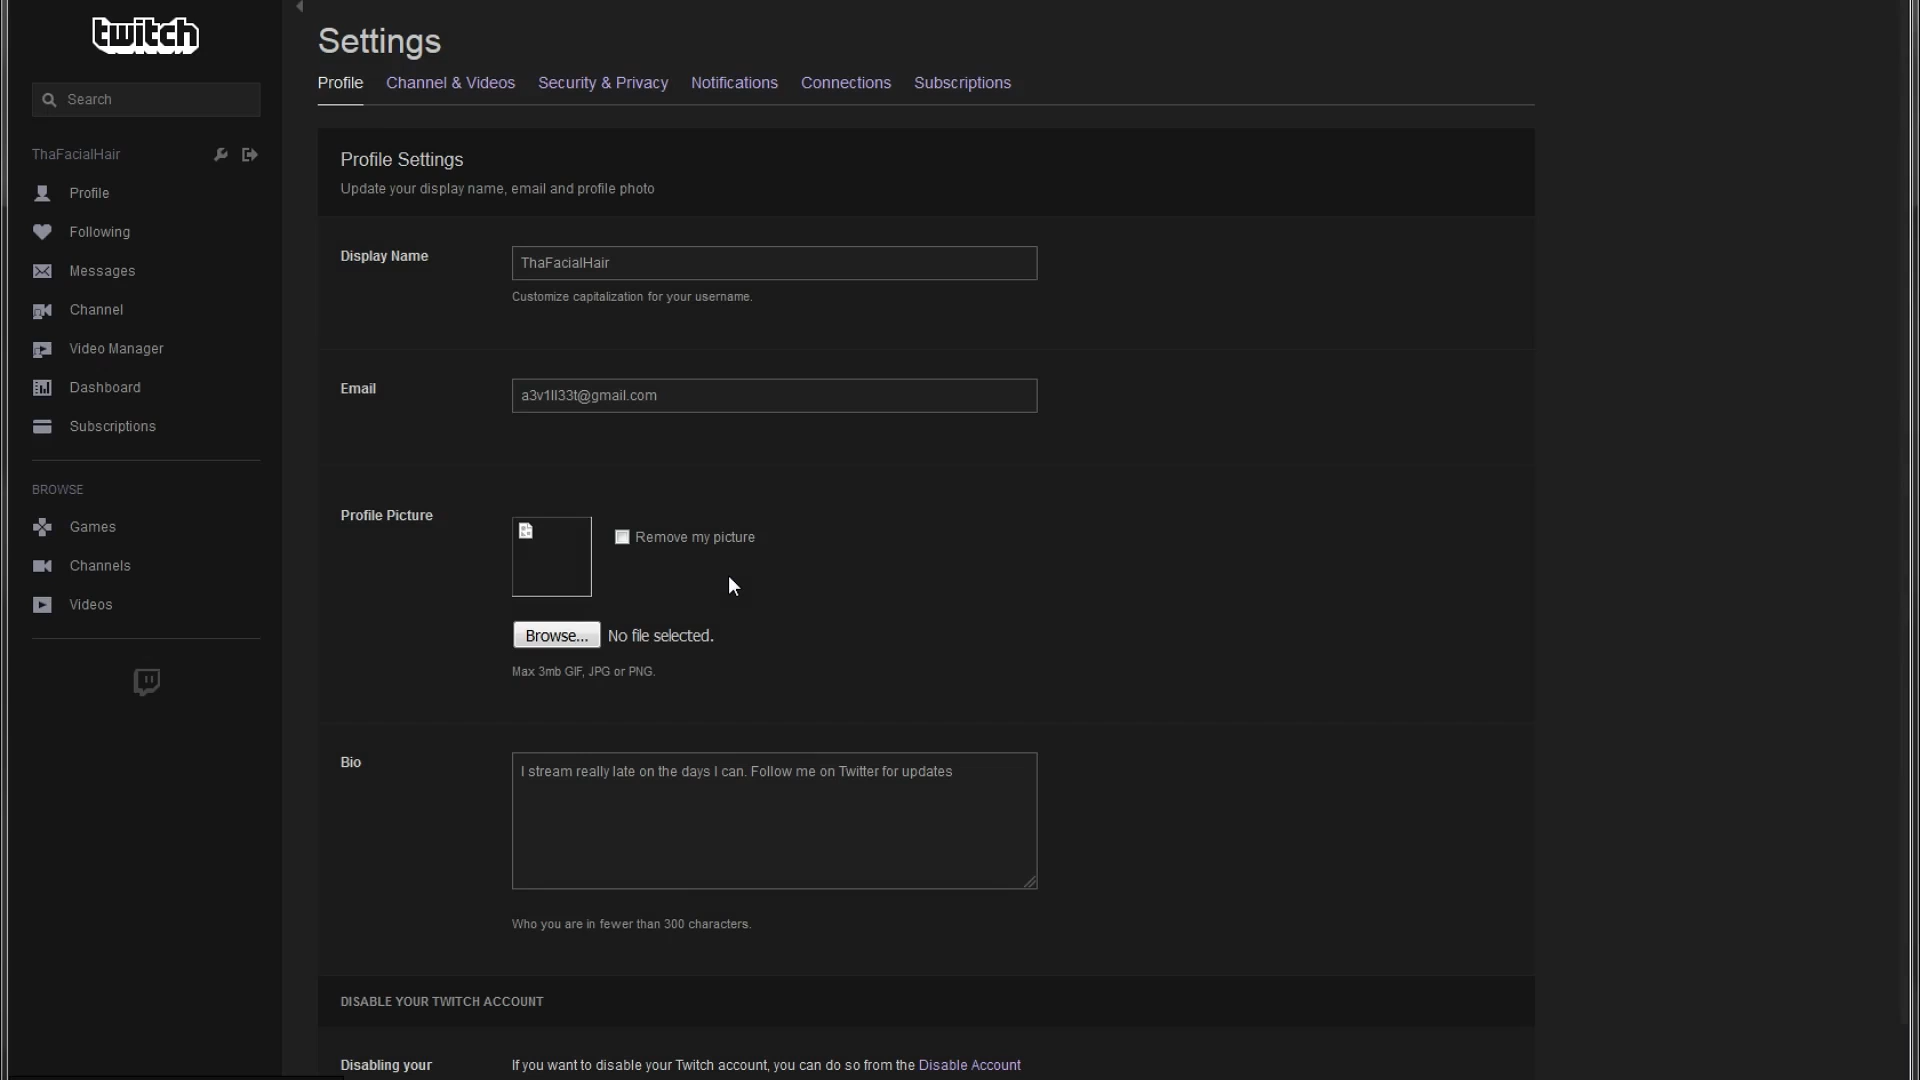 twitch
Search
ThaFacialHair
Profile
Following
Messages
Channel
Video Manager
Dashboard
Subscriptions
BROWSE
Games
Channels
Videos
Settings
Profile Channel & Videos Security & Privacy Notifications Connections Subscriptions
Profile Settings
Update your display name, email and profile photo
Display Name
ThaFacialHair
Customize capitalization for your username.
Email
a3v1ll33t@gmail.com
Profile Picture
Remove my picture
Browse... No file selected.
Max 3mb GIF, JPG or PNG.
Bio
I stream really late on the days I can. Follow me on Twitter for updates
Who you are in fewer than 300 characters.
DISABLE YOUR TWITCH ACCOUNT
Disabling your If you want to disable your Twitch account, you can do so from the Disable Account